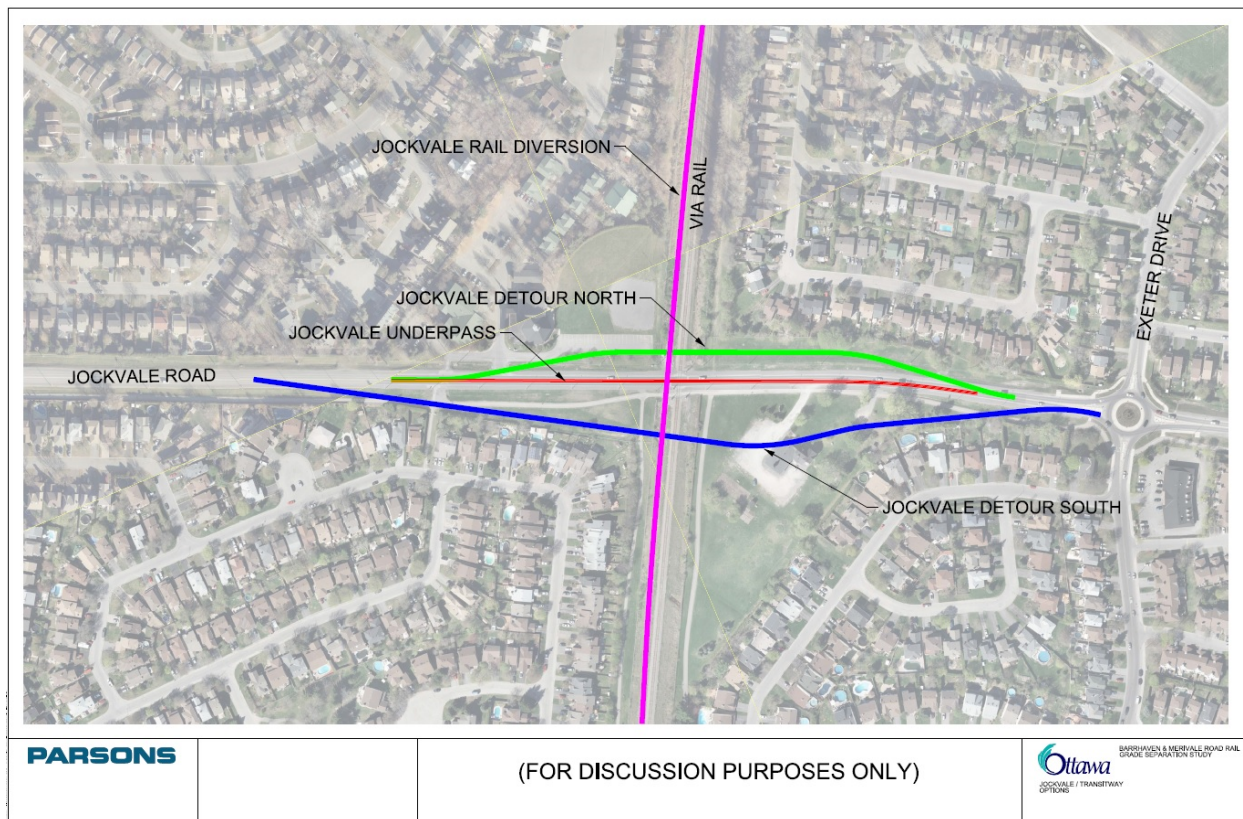 JOCKVALE RAIL DIVERSION
VIA RAIL
EXETER DRIVE
JOCKVALE DETOUR NORTH
JOCKVALE UNDERPASS
JOCKVALE ROAD
JOCKVALE DETOUR SOUTH
PARSONS
(FOR DISCUSSION PURPOSES ONLY)
Ottawa
BARRHAVEN & MERIVALE ROAD RAIL
GRADE SEPARATION STUDY
JOCKVALE / TRANSITWAY
OPTIONS